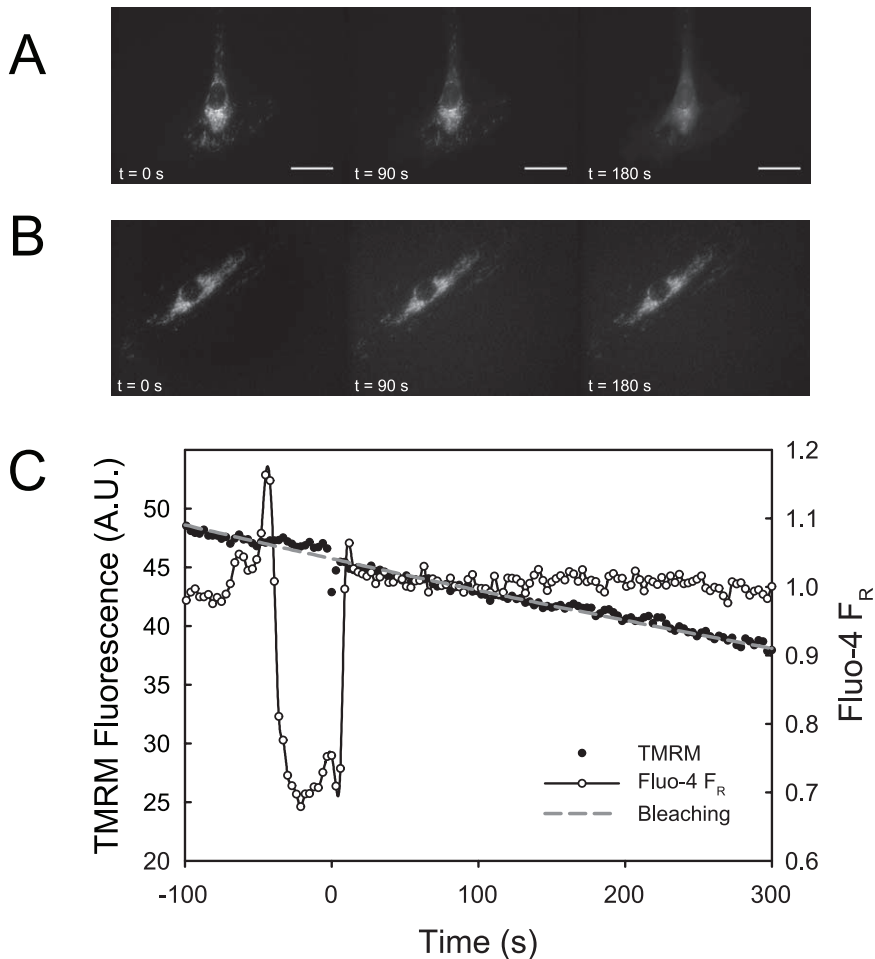 A
t = 0 s
t = 90 s
t = 180 s
B
t = 0 s
t = 90 s
t = 180 s
C
TMRM Fluorescence (A.U.)
50
45
40
35
30
25
20
1.2
1.1
1.0
0.9
0.8
0.7
0.6
Fluo-4 F_R
TMRM
Fluo-4 F_R
Bleaching
-100 0 100 200 300
Time (s)